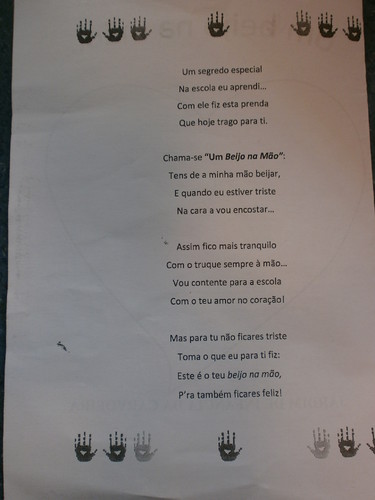 Um segredo especial
Na escola eu aprendi...
Com ele fiz esta prenda
Que hoje trago para ti.
Chama-se “Um Beijo na Mão”:
Tens de a minha mão beijar,
E quando eu estiver triste
Na cara a vou encostar...
Assim fico mais tranquilo
Com o truque sempre à mão...
Vou contente para a escola
Com o teu amor no coração!
Mas para tu não ficares triste
Toma o que eu para ti fiz:
Este é o teu beijo na mão,
P'ra também ficares feliz!